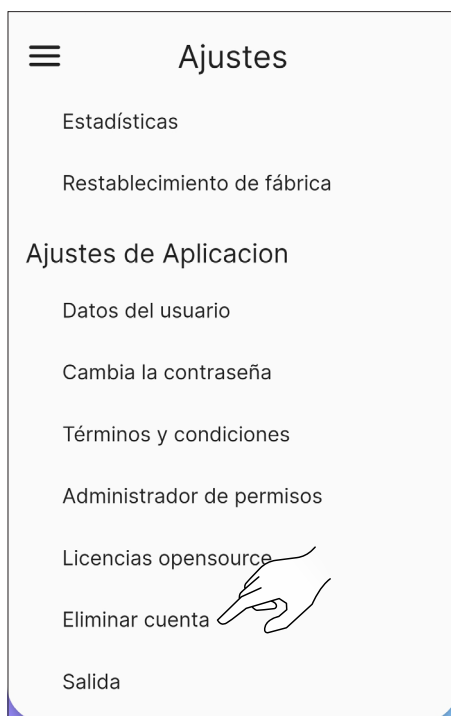 Ajustes
Estadísticas
Restablecimiento de fábrica
Ajustes de Aplicacion
Datos del usuario
Cambia la contraseña
Términos y condiciones
Administrador de permisos
Licencias opensource
Eliminar cuenta
Salida